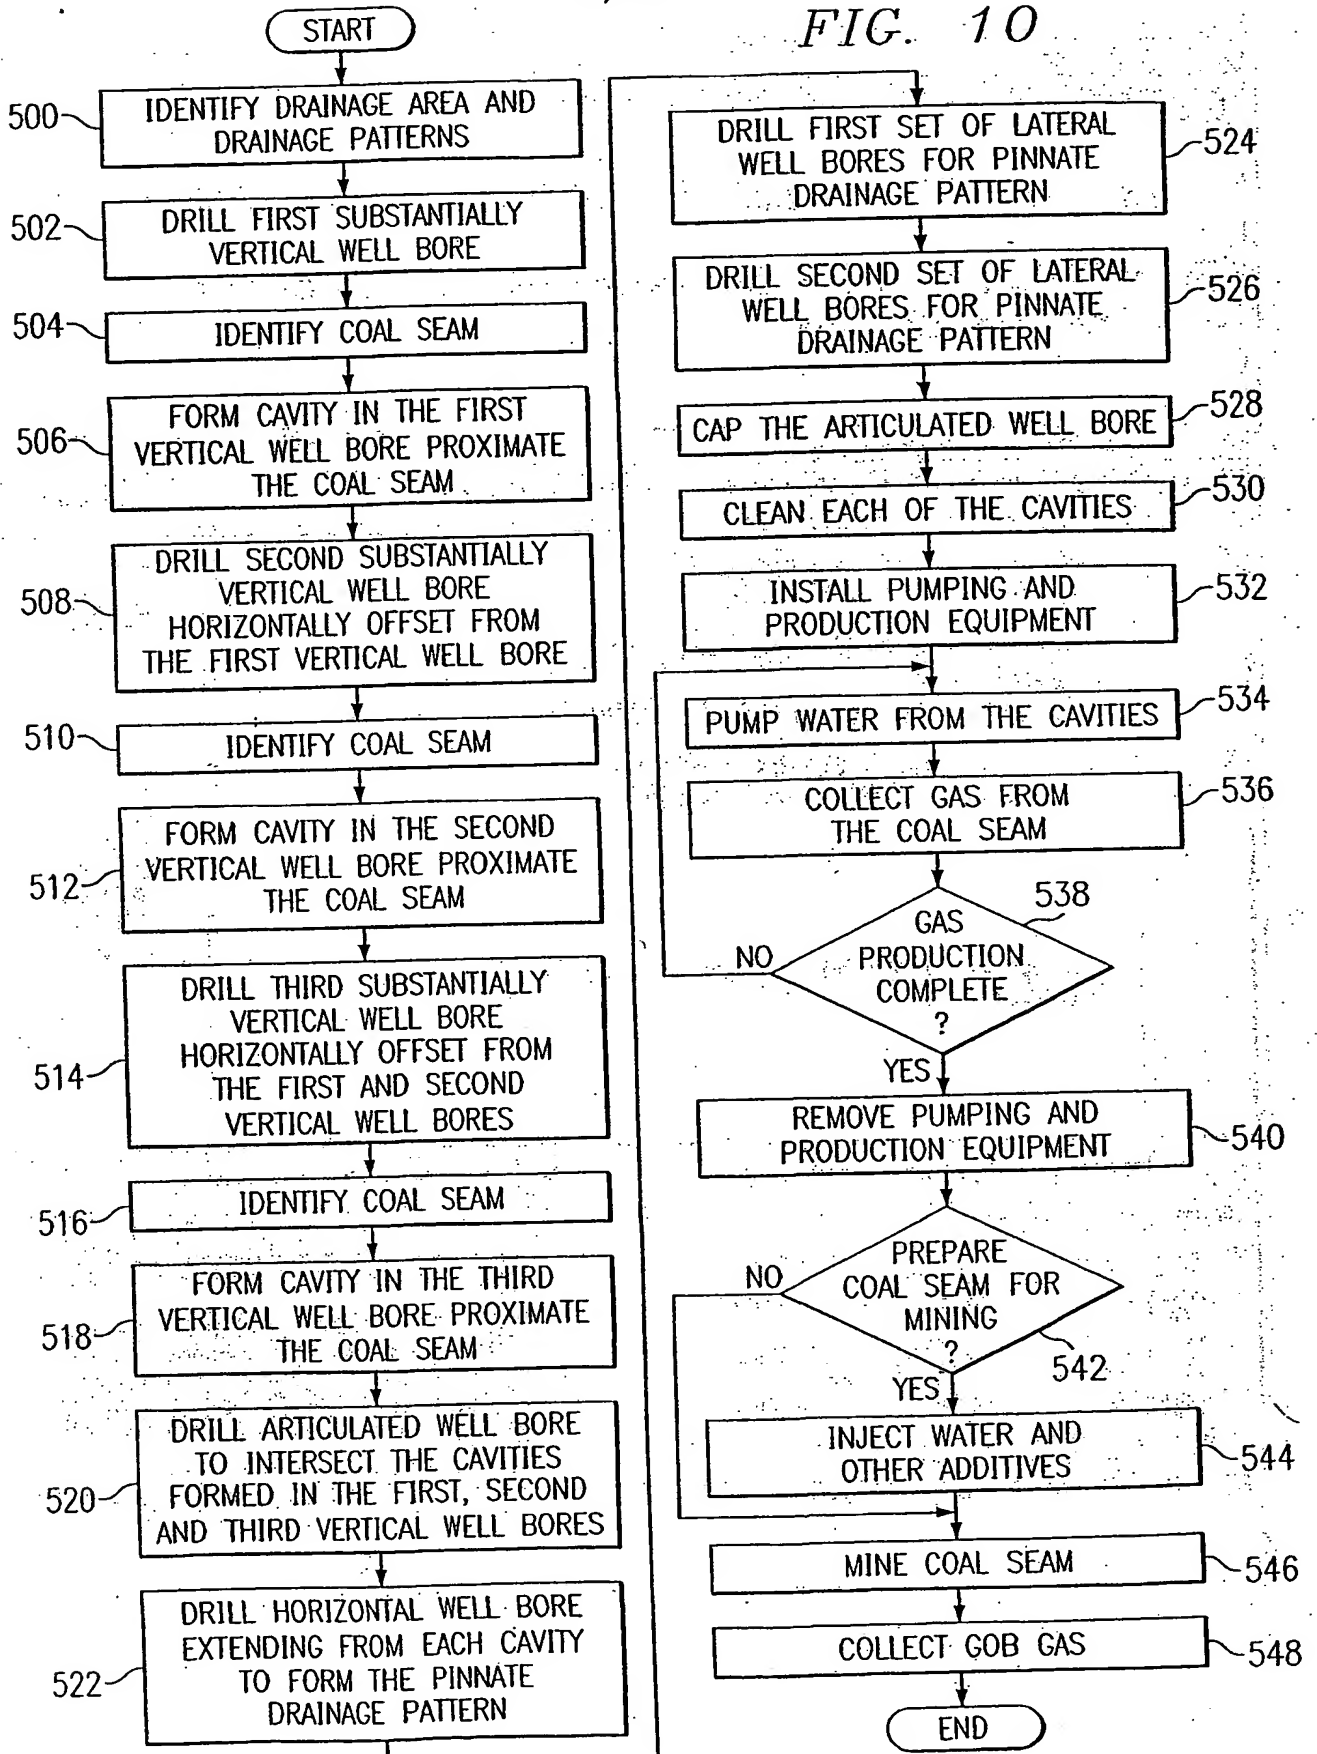 FIG. 10
START
500
IDENTIFY DRAINAGE AREA AND
DRAINAGE PATTERNS
502
DRILL FIRST SUBSTANTIALLY
VERTICAL WELL BORE
504
IDENTIFY COAL SEAM
506
FORM CAVITY IN THE FIRST
VERTICAL WELL BORE PROXIMATE
THE COAL SEAM
508
DRILL SECOND SUBSTANTIALLY
VERTICAL WELL BORE
HORIZONTALLY OFFSET FROM
THE FIRST VERTICAL WELL BORE
510
IDENTIFY COAL SEAM
512
FORM CAVITY IN THE SECOND
VERTICAL WELL BORE PROXIMATE
THE COAL SEAM
514
DRILL THIRD SUBSTANTIALLY
VERTICAL WELL BORE
HORIZONTALLY OFFSET FROM
THE FIRST AND SECOND
VERTICAL WELL BORES
516
IDENTIFY COAL SEAM
518
FORM CAVITY IN THE THIRD
VERTICAL WELL BORE PROXIMATE
THE COAL SEAM
520
DRILL ARTICULATED WELL BORE
TO INTERSECT THE CAVITIES
FORMED IN THE FIRST, SECOND
AND THIRD VERTICAL WELL BORES
522
DRILL HORIZONTAL WELL BORE
EXTENDING FROM EACH CAVITY
TO FORM THE PINNATE
DRAINAGE PATTERN
DRILL FIRST SET OF LATERAL
WELL BORES FOR PINNATE
DRAINAGE PATTERN
524
DRILL SECOND SET OF LATERAL
WELL BORES FOR PINNATE
DRAINAGE PATTERN
526
CAP THE ARTICULATED WELL BORE
528
CLEAN EACH OF THE CAVITIES
530
INSTALL PUMPING AND
PRODUCTION EQUIPMENT
532
PUMP WATER FROM THE CAVITIES
534
COLLECT GAS FROM
THE COAL SEAM
536
GAS
PRODUCTION
COMPLETE
?
538
NO
YES
REMOVE PUMPING AND
PRODUCTION EQUIPMENT
540
PREPARE
COAL SEAM FOR
MINING
?
542
NO
YES
INJECT WATER AND
OTHER ADDITIVES
544
MINE COAL SEAM
546
COLLECT GOB GAS
548
END